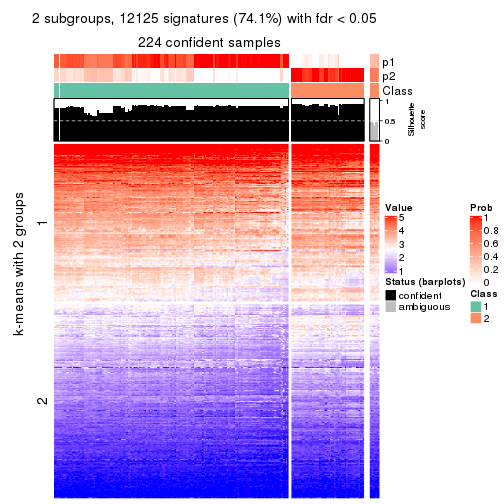 2 subgroups, 12125 signatures (74.1%) with fdr < 0.05
224 confident samples
p1
p2
Class
1
0.5
0
Silhouette
score
k-means with 2 groups
1
2
Value
5
4
3
2
1
Status (barplots)
confident
ambiguous
Prob
1
0.8
0.6
0.4
0.2
0
Class
1
2